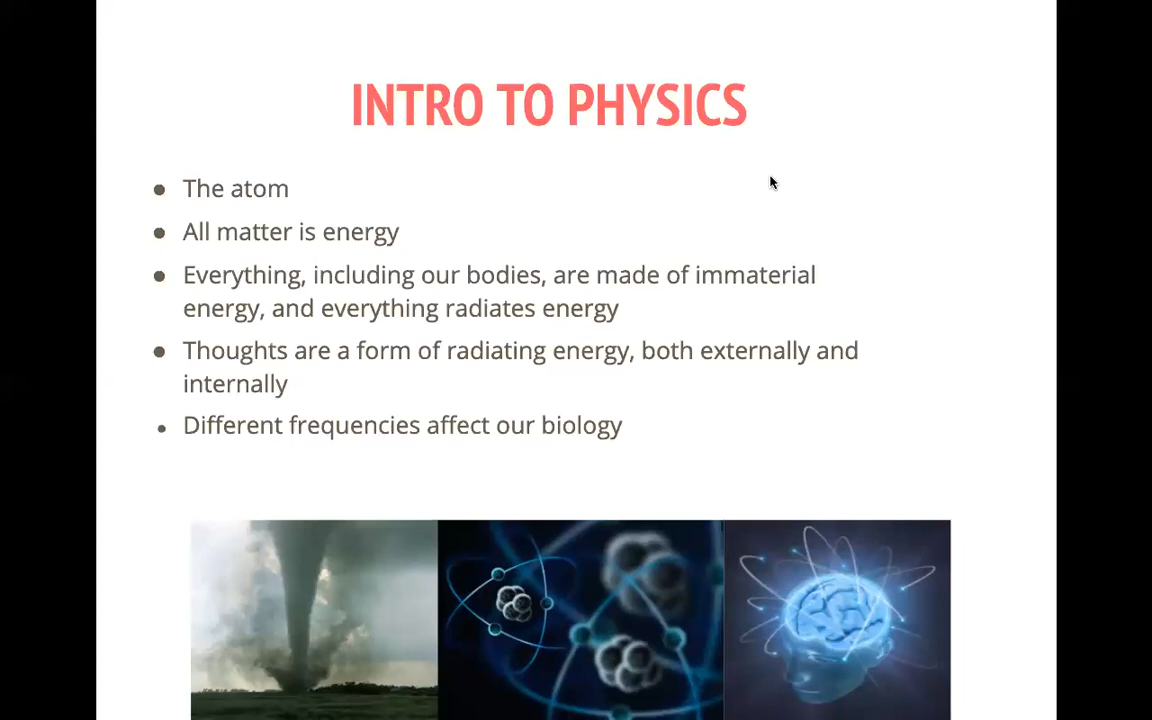 INTRO TO PHYSICS
● The atom
● All matter is energy
● Everything, including our bodies, are made of immaterial
energy, and everything radiates energy
● Thoughts are a form of radiating energy, both externally and
internally
● Different frequencies affect our biology